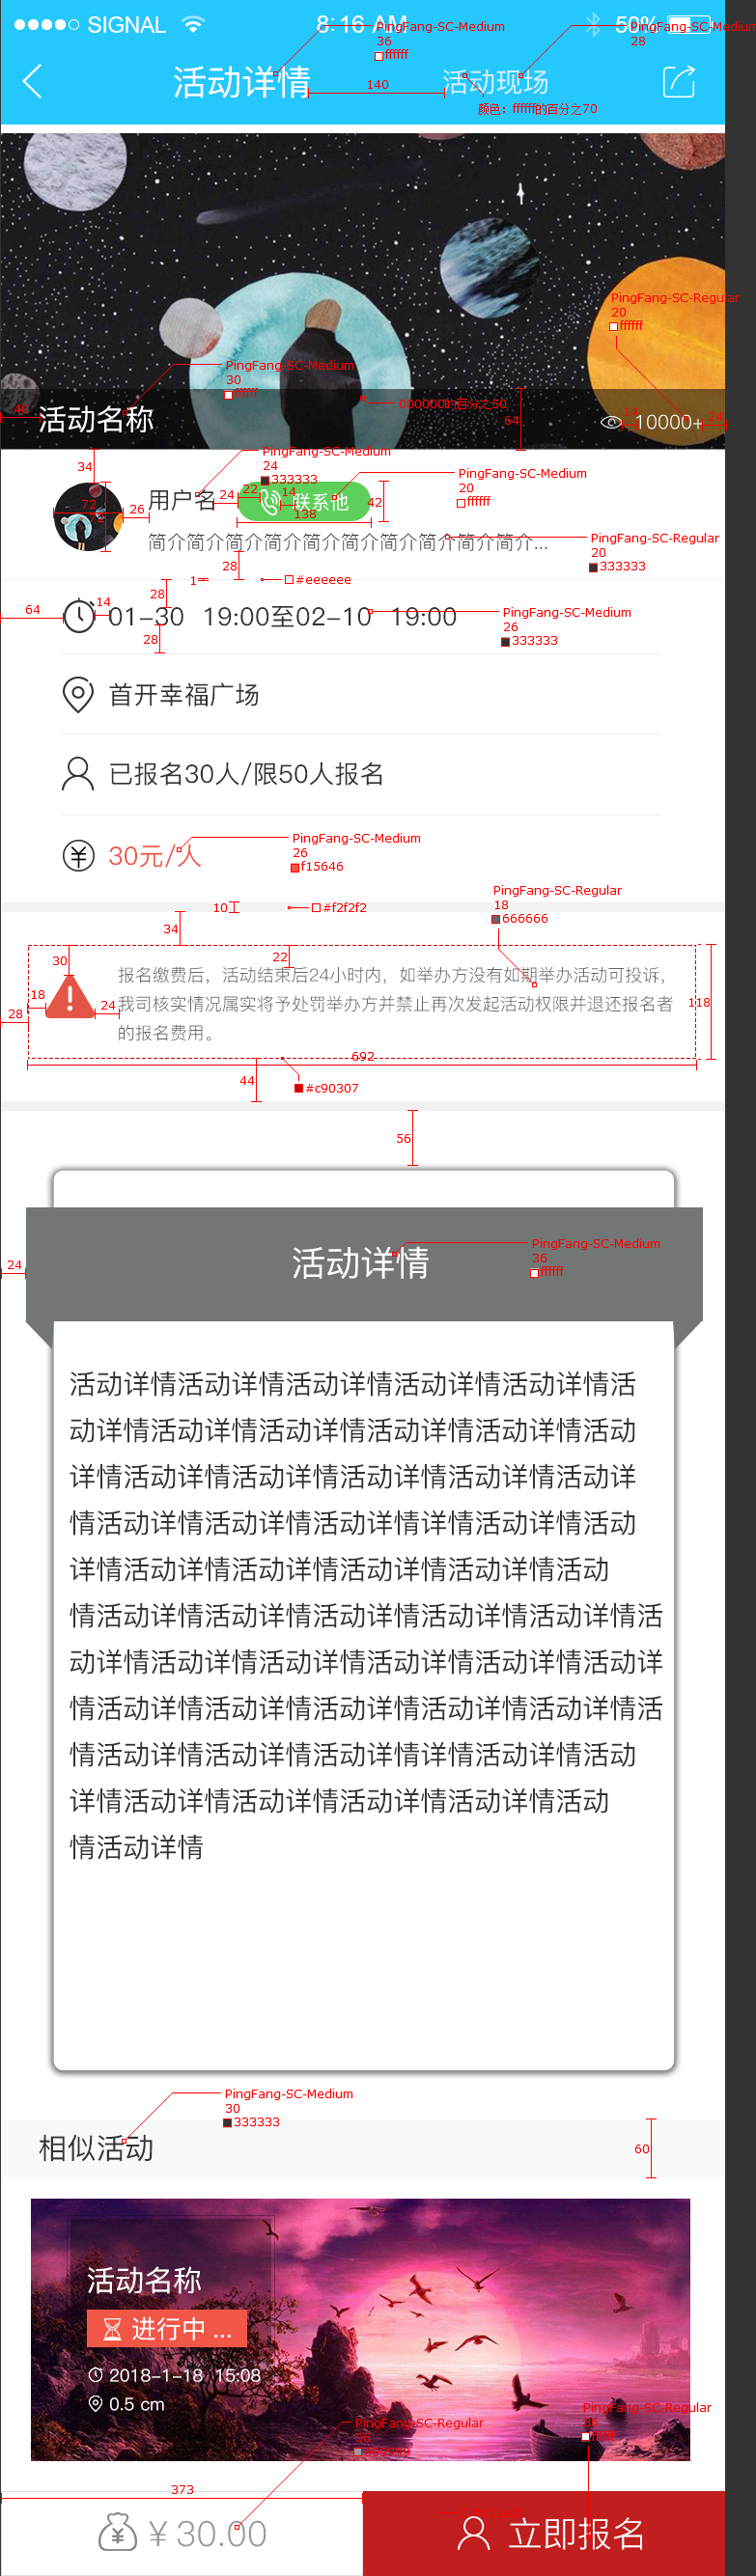 SIGNAL 8:16 AM 50%
PingFang-SC-Medium
36
ffffff
PingFang-SC-Medium
28
活动详情 活动现场
140
颜色：ffffff的百分之70
PingFang-SC-Regular
20
ffffff
PingFang-SC-Medium
30
ffffff
000000的百分之50
40
活动名称
64
10000+
24
34
PingFang-SC-Medium
24
333333
PingFang-SC-Medium
20
ffffff
72
26
用户名
24
22
14
联系他
138
42
简介简介简介简介简介简介简介简介简介简介...
PingFang-SC-Regular
20
333333
28
1
#eeeeee
28
64
14
01-30 19:00至02-10 19:00
PingFang-SC-Medium
26
333333
28
首开幸福广场
已报名30人/限50人报名
30元/人
PingFang-SC-Medium
26
f15646
10
#f2f2f2
PingFang-SC-Regular
18
666666
34
30
22
18
24
28
118
报名缴费后，活动结束后24小时内，如举办方没有如期举办活动可投诉，
我司核实情况属实将予处罚举办方并禁止再次发起活动权限并退还报名者
的报名费用。
692
44
#c90307
56
24
活动详情
PingFang-SC-Medium
36
ffffff
活动详情活动详情活动详情活动详情活动详情活
动详情活动详情活动详情活动详情活动详情活动
详情活动详情活动详情活动详情活动详情活动详
情活动详情活动详情活动详情详情活动详情活动
详情活动详情活动详情活动详情活动详情活动
情活动详情活动详情活动详情活动详情活动详情活
动详情活动详情活动详情活动详情活动详情活动详
情活动详情活动详情活动详情活动详情活动详情活
情活动详情活动详情活动详情详情活动详情活动
详情活动详情活动详情活动详情活动详情活动
情活动详情
PingFang-SC-Medium
30
333333
相似活动
60
活动名称
进行中 ...
2018-1-18 15:08
0.5 cm
PingFang-SC-Regular
36
PingFang-SC-Regular
ffffff
373
¥ 30.00
立即报名